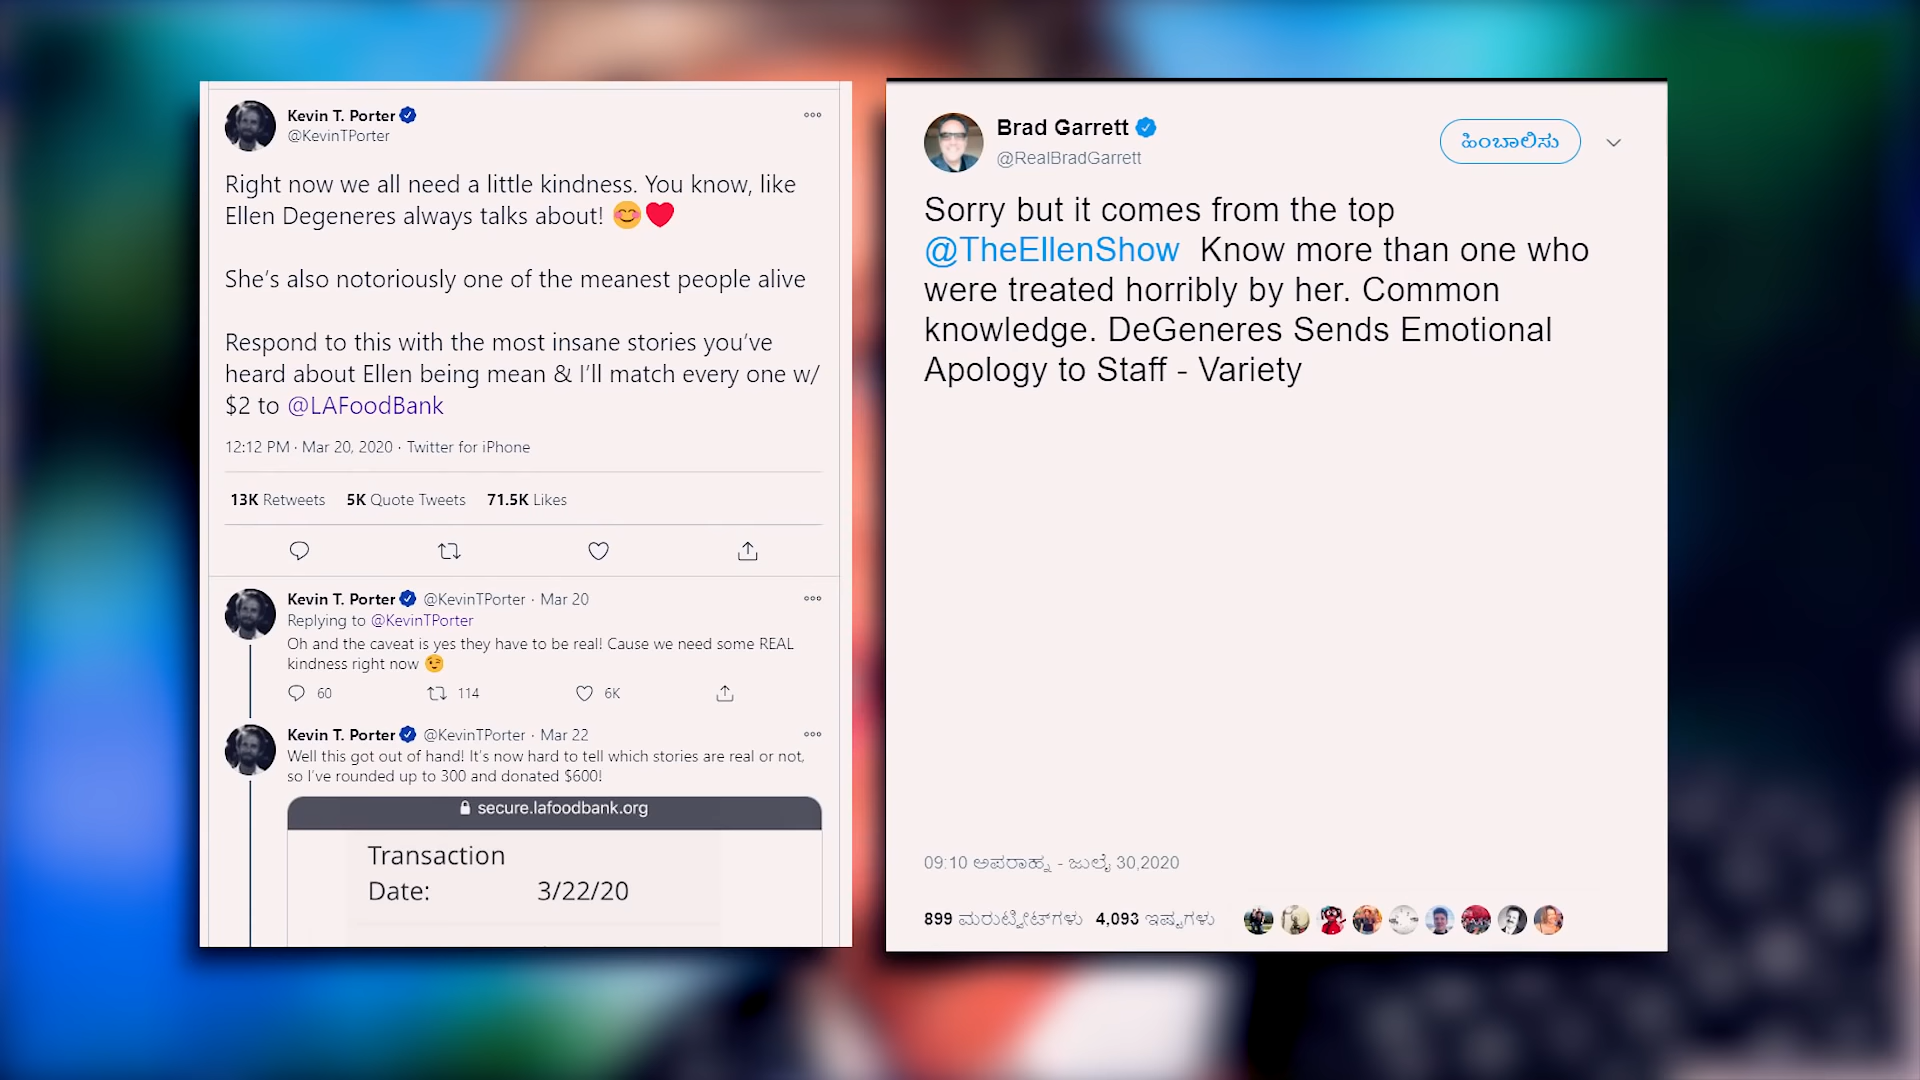 Kevin T. Porter
@KevinTPorter
Right now we all need a little kindness. You know, like
Ellen Degeneres always talks about! 😊❤️
She’s also notoriously one of the meanest people alive
Respond to this with the most insane stories you’ve
heard about Ellen being mean & I’ll match every one w/
$2 to @LAFoodBank
12:12 PM · Mar 20, 2020 · Twitter for iPhone
13K Retweets 5K Quote Tweets 71.5K Likes
Kevin T. Porter @KevinTPorter · Mar 20
Replying to @KevinTPorter
Oh and the caveat is yes they have to be real! Cause we need some REAL
kindness right now 😉
60 114 6K
Kevin T. Porter @KevinTPorter · Mar 22
Well this got out of hand! It’s now hard to tell which stories are real or not,
so I’ve rounded up to 300 and donated $600!
secure.lafoodbank.org
Transaction
Date: 3/22/20
Brad Garrett
@RealBradGarrett
ಹಿಂಬಾಲಿಸು
Sorry but it comes from the top
@TheEllenShow Know more than one who
were treated horribly by her. Common
knowledge. DeGeneres Sends Emotional
Apology to Staff - Variety
09:10 ಅಪರಾಹ್ನ - ಜುಲೈ 30,2020
899 ಮರುಟ್ವೀಟ್‌ಗಳು 4,093 ಇಷ್ಟಗಳು